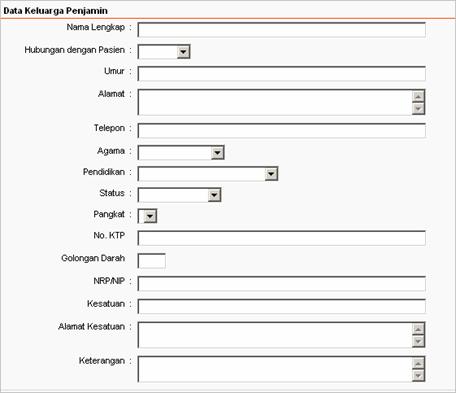 Data Keluarga Penjamin
Nama Lengkap :
Hubungan dengan Pasien :
Umur :
Alamat :
Telepon :
Agama :
Pendidikan :
Status :
Pangkat :
No. KTP
Golongan Darah
NRP/NIP :
Kesatuan :
Alamat Kesatuan :
Keterangan :